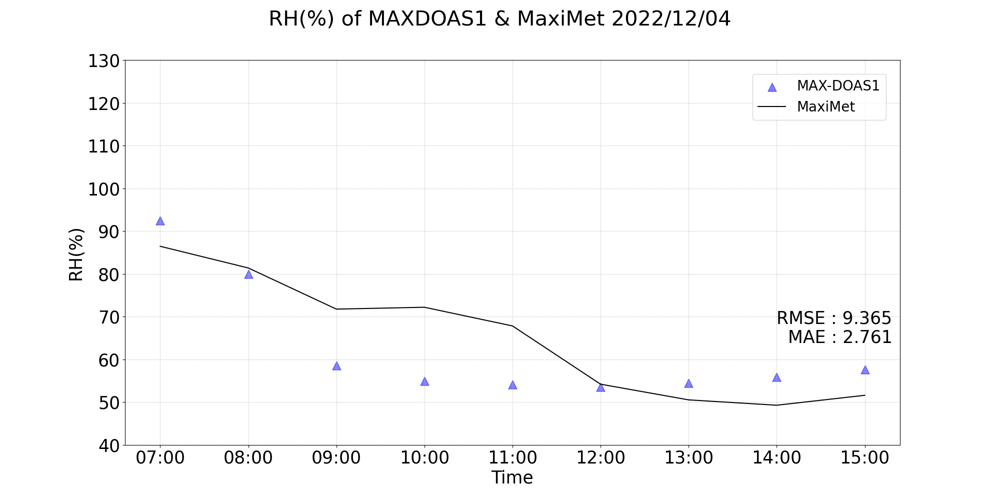 RH(%) of MAXDOAS1 & MaxiMet 2022/12/04
130
120
110
100
90
80
70
60
50
40
RH(%)
MAX-DOAS1
MaxiMet
RMSE : 9.365
MAE : 2.761
07:00 08:00 09:00 10:00 11:00 12:00 13:00 14:00 15:00
Time